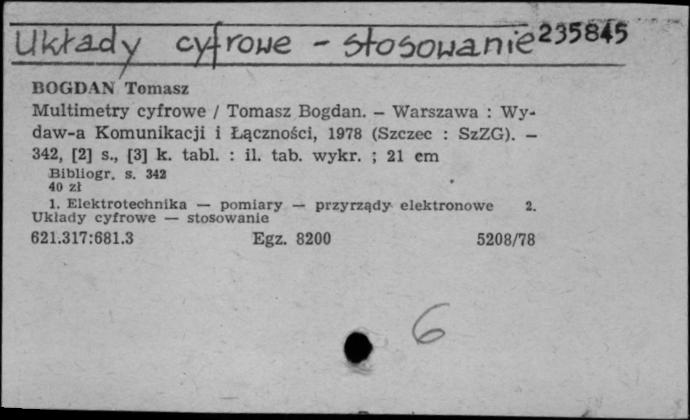 Układy cyfrowe - stosowanie 235845
BOGDAN Tomasz
Multimetry cyfrowe / Tomasz Bogdan. – Warszawa : Wy-
daw-a Komunikacji i Łączności, 1978 (Szczec : SzZG). –
342, [2] s., [3] k. tabl. : il. tab. wykr. ; 21 cm
Bibliogr. s. 342
40 zł
1. Elektrotechnika — pomiary — przyrządy elektronowe 2.
Układy cyfrowe — stosowanie
621.317:681.3 Egz. 8200 5208/78
6